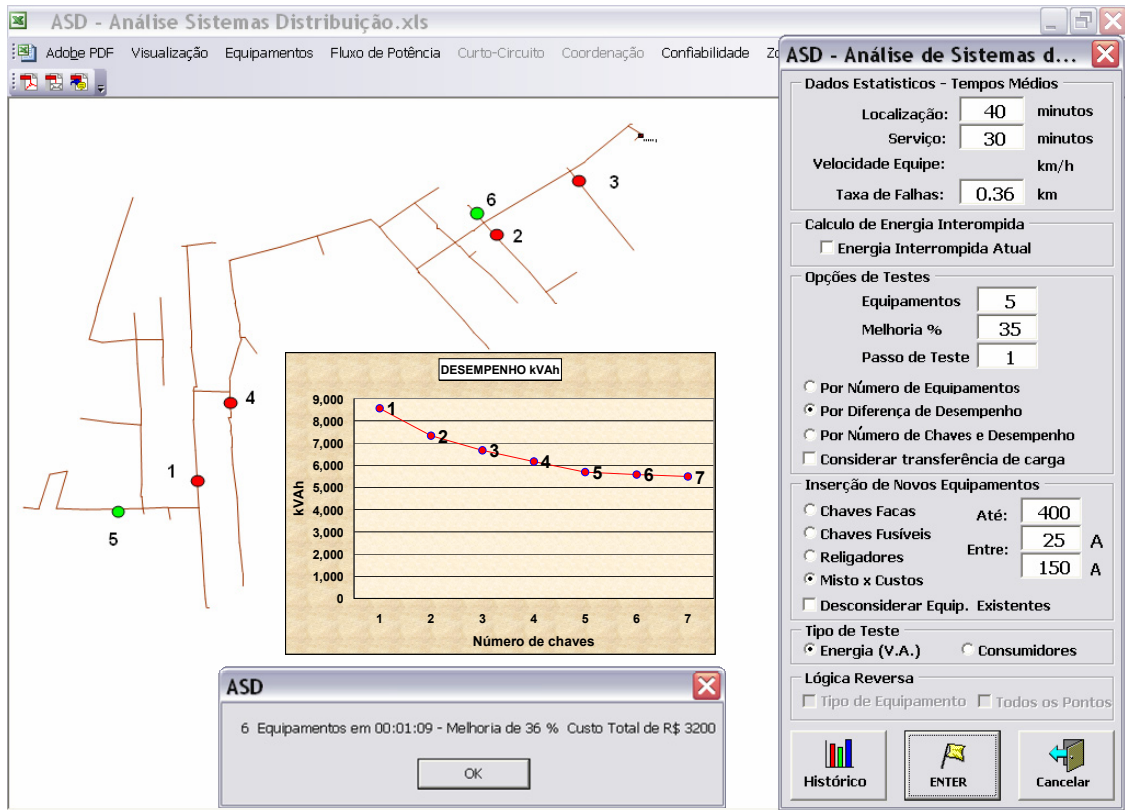 ASD - Análise Sistemas Distribuição.xls
Adobe PDF Visualização Equipamentos Fluxo de Potência Curto-Circuito Coordenação Confiabilidade
ASD - Análise de Sistemas d...
Dados Estatisticos - Tempos Médios
Localização: 40 minutos
Serviço: 30 minutos
Velocidade Equipe: km/h
Taxa de Falhas: 0.36 km
Calculo de Energia Interompida
Energia Interrompida Atual
Opções de Testes
Equipamentos 5
Melhoria % 35
Passo de Teste 1
Por Número de Equipamentos
Por Diferença de Desempenho
Por Número de Chaves e Desempenho
Considerar transferência de carga
Inserção de Novos Equipamentos
Chaves Facas Até: 400
Chaves Fusíveis 25 A
Religadores Entre:
150 A
Misto x Custos
Desconsiderar Equip. Existentes
Tipo de Teste
Energia (V.A.) Consumidores
Lógica Reversa
Tipo de Equipamento Todos os Pontos
Histórico ENTER Cancelar
3
6
2
4
1
5
DESEMPENHO kVAh
9,000
8,000
7,000
6,000
5,000
4,000
3,000
2,000
1,000
0
kVAh
1 2 3 4 5 6 7
1 2 3 4 5 6 7
Número de chaves
ASD
6 Equipamentos em 00:01:09 - Melhoria de 36 % Custo Total de R$ 3200
OK